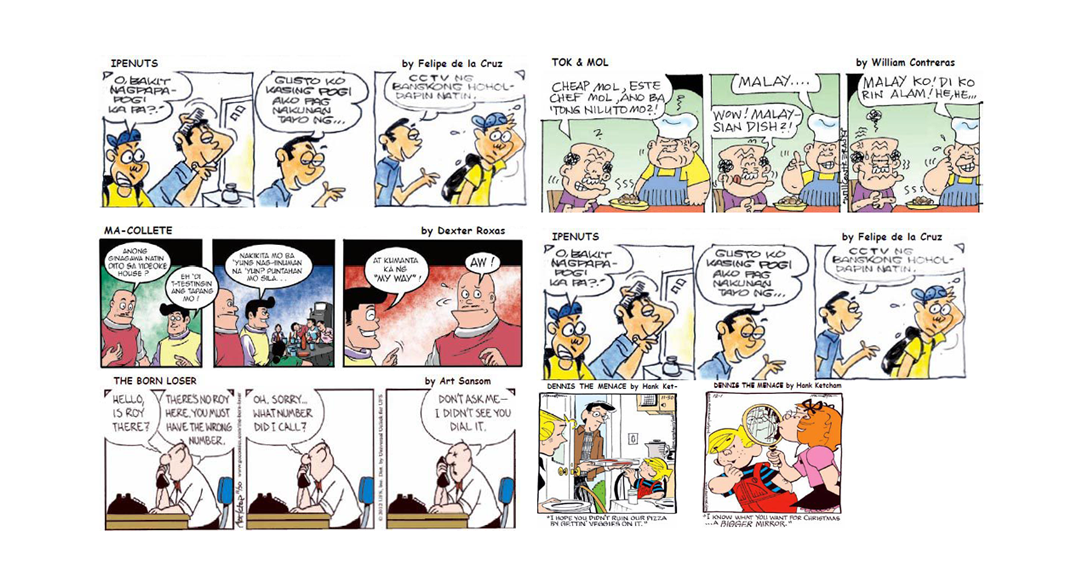 IPENUTS
by Felipe de la Cruz
O, BAKIT
NAGPAPA-
POGI
KA PA?-
GUSTO KO
KASING POGI
AKO PAG
NAKUNAN
TAYO NG...
CCTV NG
BANGKONG HOHOL-
DAPIN NATIN.
TOK & MOL
by William Contreras
CHEAP MOL, ESTE
CHEF MOL, ANO BA
'TONG NILUTO MO?!
?
SSS
MALAY....
WOW! MALAY-
SIAN DISH?!
MALAY KO! DI KO
RIN ALAM! HE, HE...
SSS
MA-COLLETE
by Dexter Roxas
ANONG
GINAGAWA NATIN
DITO SA VIDEOKE
HOUSE?
EH 'DI
T-TESTINGIN
ANG TAPANG
MO!
NAKIKITA MO BA
'YUNG NAG-IINUMAN
NA 'YUN? PUNTAHAN
MO SILA...
AT KUMANTA
KA NG
"MY WAY"!
AW!
IPENUTS
by Felipe de la Cruz
O, BAKIT
NAGPAPA-
POGI
KA PA?-
GUSTO KO
KASING POGI
AKO PAG
NAKUNAN
TAYO NG...
CCTV NG
BANGKONG HOHOL-
DAPIN NATIN.
THE BORN LOSER
by Art Sansom
HELLO,
IS ROY
THERE?
THERE'S NO ROY
HERE, YOU MUST
HAVE THE WRONG
NUMBER.
OH, SORRY...
WHAT NUMBER
DID I CALL?
DON'T ASK ME—
I DIDN'T SEE YOU
DIAL IT.
DENNIS THE MENACE by Hank Ket-
11-30
"I HOPE YOU DIDN'T RUIN OUR PIZZA
BY GETTIN' VEGGIES ON IT."
DENNIS THE MENACE by Hank Ketcham
12-1
"I KNOW WHAT YOU WANT FOR CHRISTMAS
...A BIGGER MIRROR."